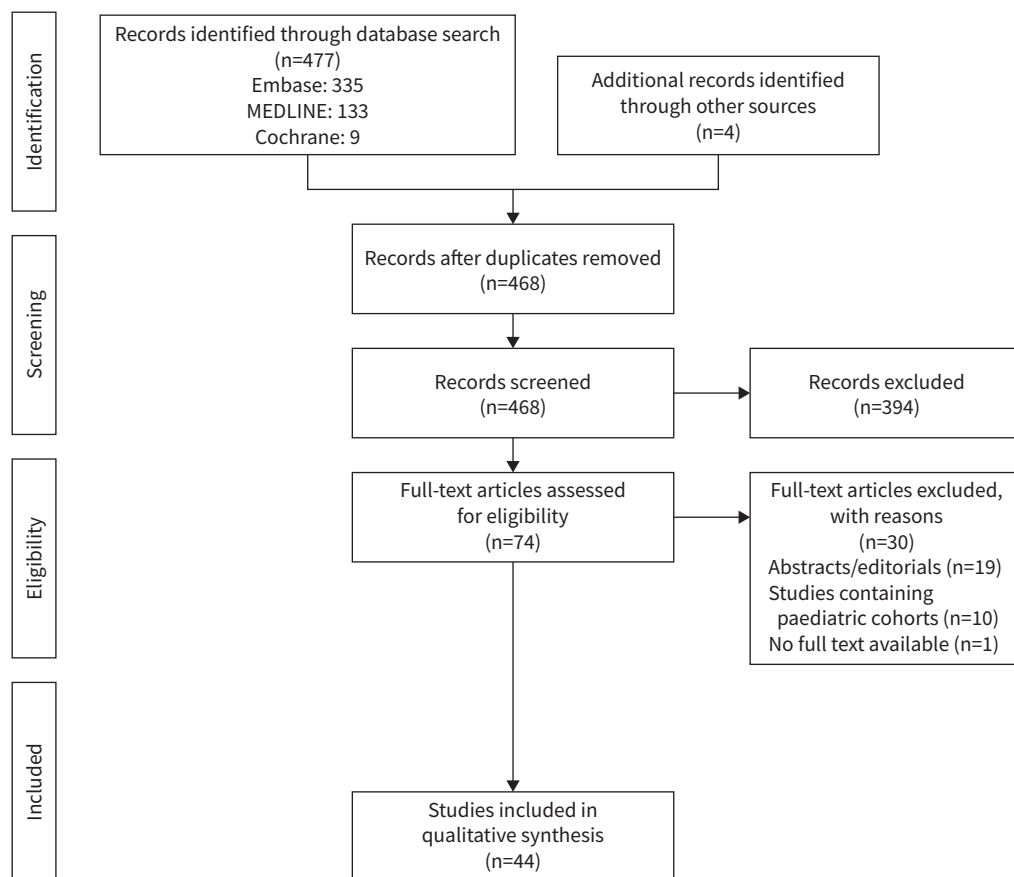 Identification
Records identified through database search
(n=477)
Embase: 335
MEDLINE: 133
Cochrane: 9
Additional records identified
through other sources
(n=4)
Screening
Records after duplicates removed
(n=468)
Records screened
(n=468)
Records excluded
(n=394)
Eligibility
Full-text articles assessed
for eligibility
(n=74)
Full-text articles excluded,
with reasons
(n=30)
Abstracts/editorials (n=19)
Studies containing
paediatric cohorts (n=10)
No full text available (n=1)
Included
Studies included in
qualitative synthesis
(n=44)